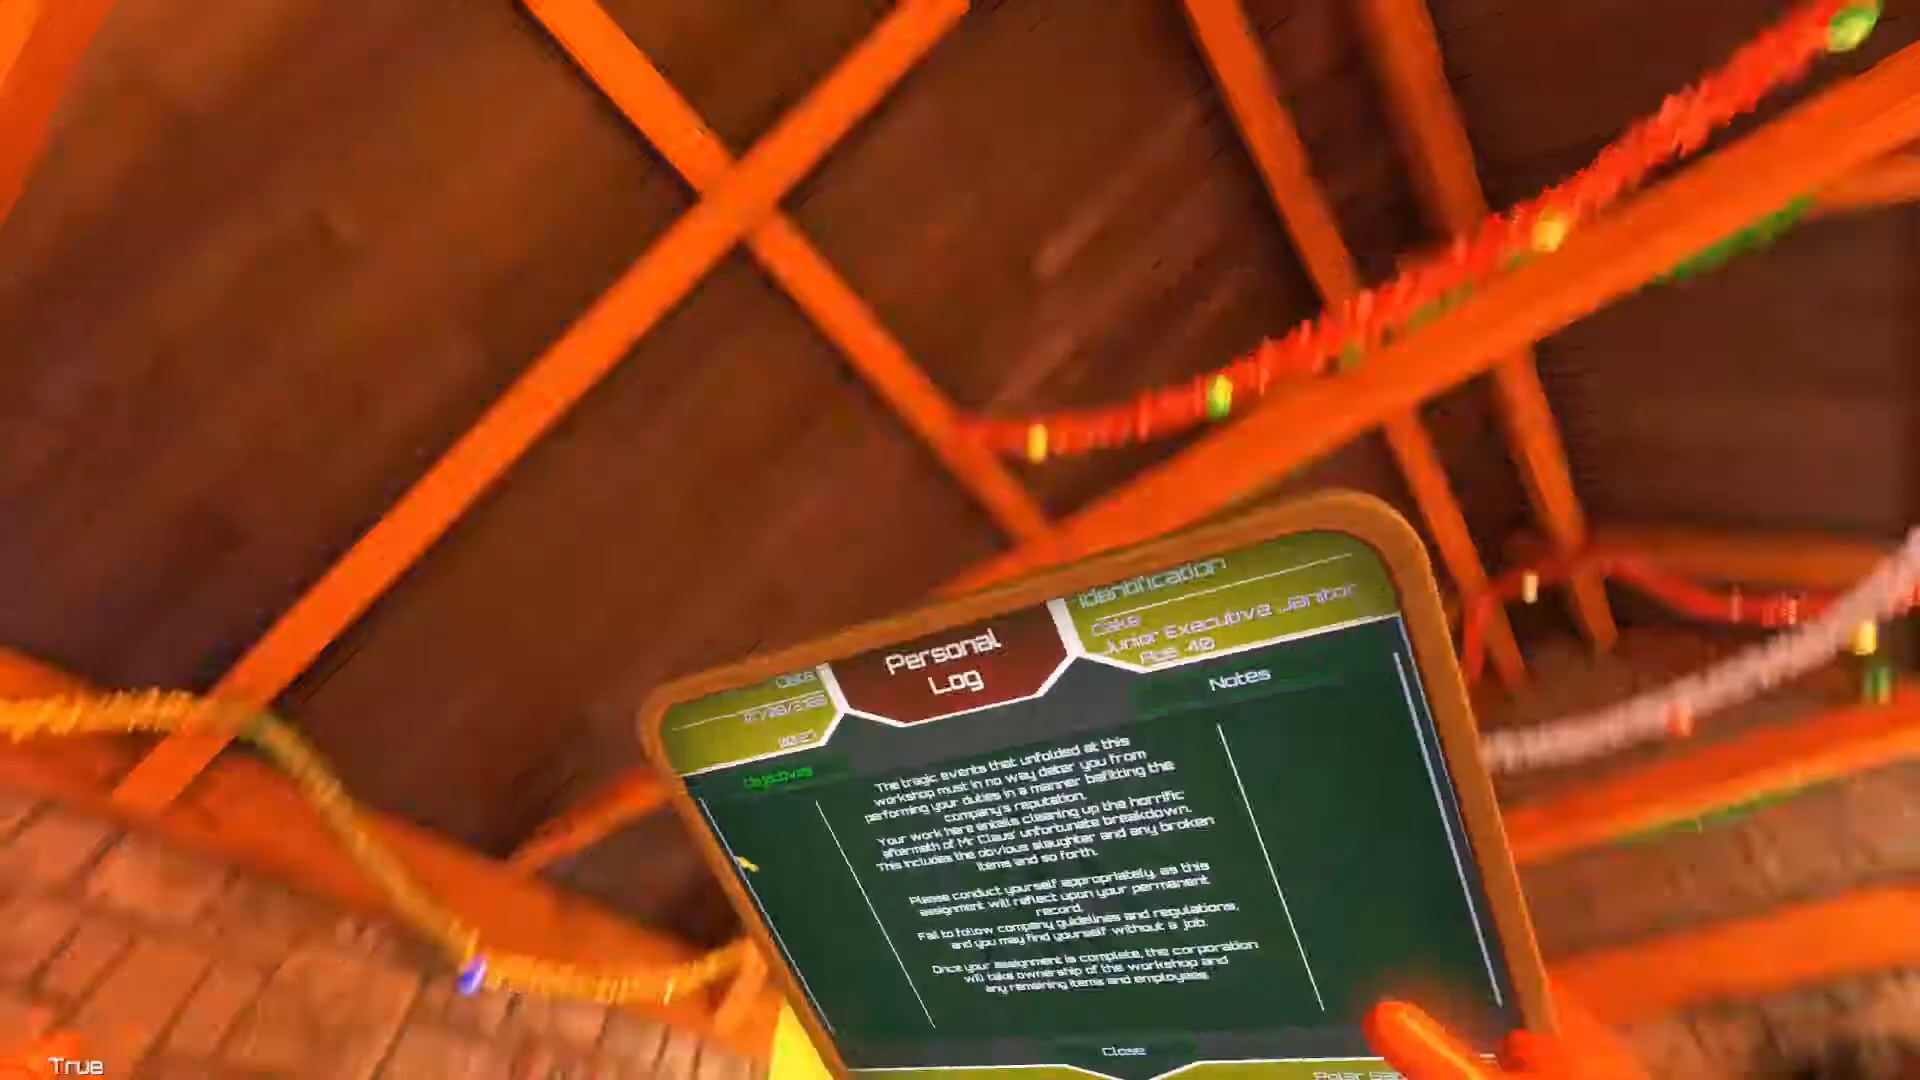 Identification
Cake
Junior Executive Janitor
Age 40
Personal
Log
Date
Notes
Objectives
The tragic events that unfolded at this
workshop must in no way deter you from
performing your duties in a manner befitting the
company's reputation.
Your work here entails cleaning up the horrific
aftermath of Mr Claus' unfortunate breakdown.
This includes the obvious slaughter and any broken
items and so forth.
Please conduct yourself appropriately, as this
assignment will reflect upon your permanent
record.
Fail to follow company guidelines and regulations,
and you may find yourself without a job.
Once your assignment is complete, the corporation
will take ownership of the workshop and
any remaining items and employees.
Close
Polar
True